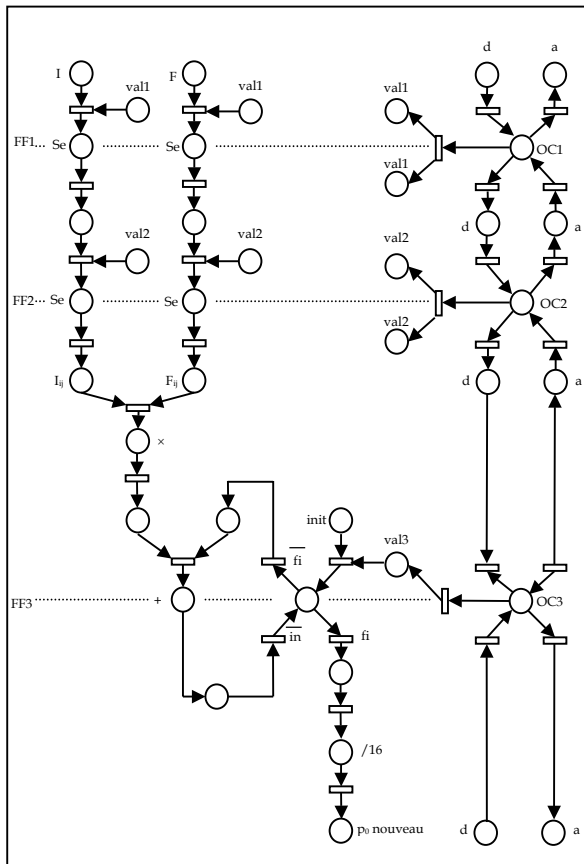 d a
I val1 F val1 val1
FF1 Se Se OC1
val1
d a
val2 val2 val2
FF2 Se Se OC2
val2
Iij Fij d a
×
init
fi val3
FF3 + OC3
in fi
/16
p₀ nouveau d a